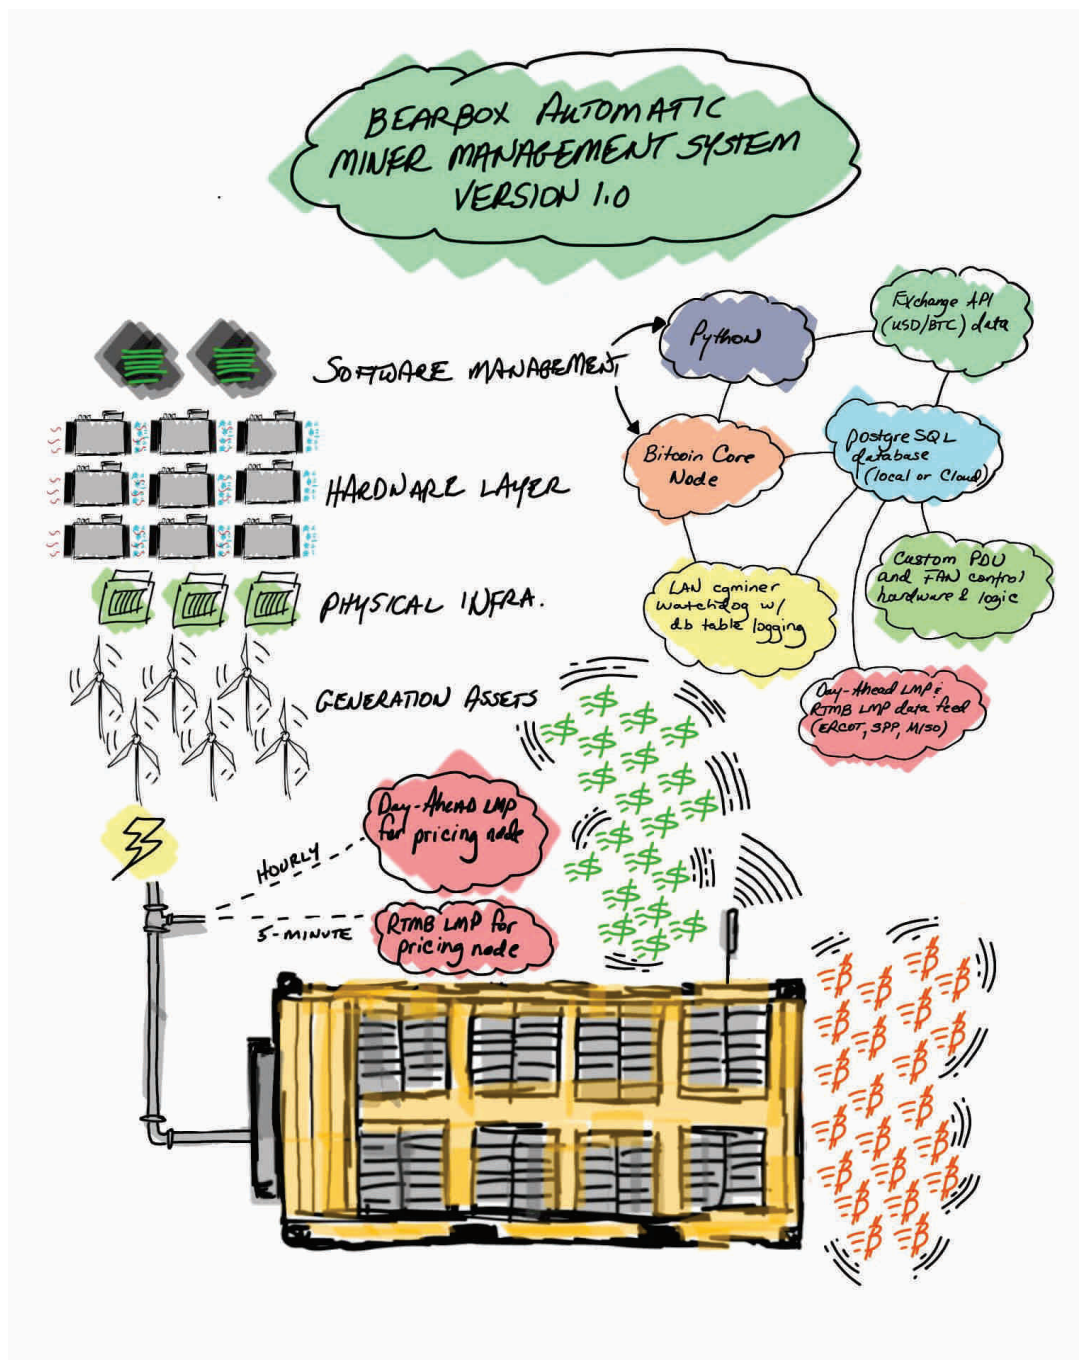 BEARBOX AUTOMATIC
MINER MANAGEMENT SYSTEM
VERSION 1.0
SOFTWARE MANAGEMENT
HARDWARE LAYER
PHYSICAL INFRA.
GENERATION ASSETS
Python
Exchange API
(USD/BTC) data
Bitcoin Core
Node
PostgreSQL
database
(local or Cloud)
LAN cgminer
watchdog w/
db table logging
Custom PDU
and FAN control
hardware & logic
Day-Ahead LMP &
RTMB LMP data feed
(ERCOT, SPP, MISO)
HOURLY
Day-Ahead LMP
for pricing node
5-MINUTE
RTMB LMP for
pricing node